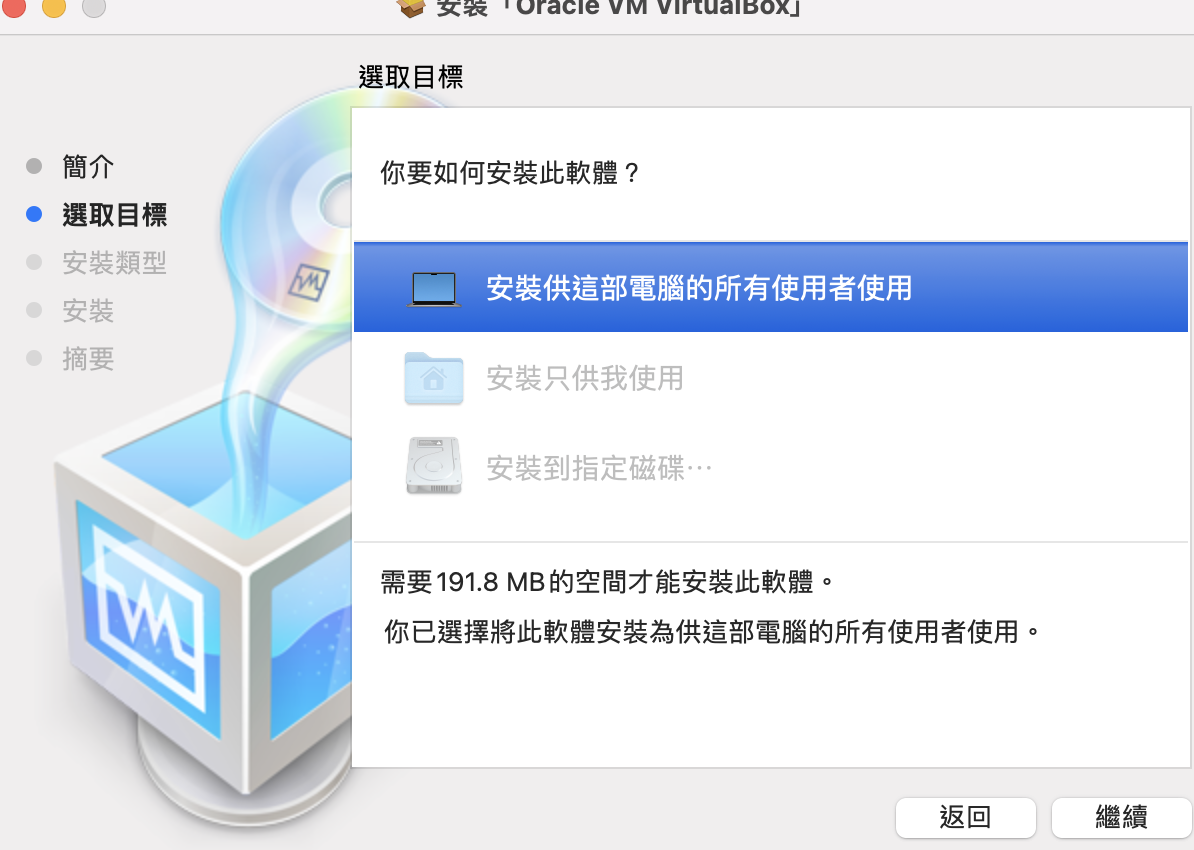 安裝「Oracle VM VirtualBox」
選取目標
簡介
選取目標
安裝類型
安裝
摘要
你要如何安裝此軟體？
安裝供這部電腦的所有使用者使用
安裝只供我使用
安裝到指定磁碟⋯
需要191.8 MB的空間才能安裝此軟體。
你已選擇將此軟體安裝為供這部電腦的所有使用者使用。
返回
繼續